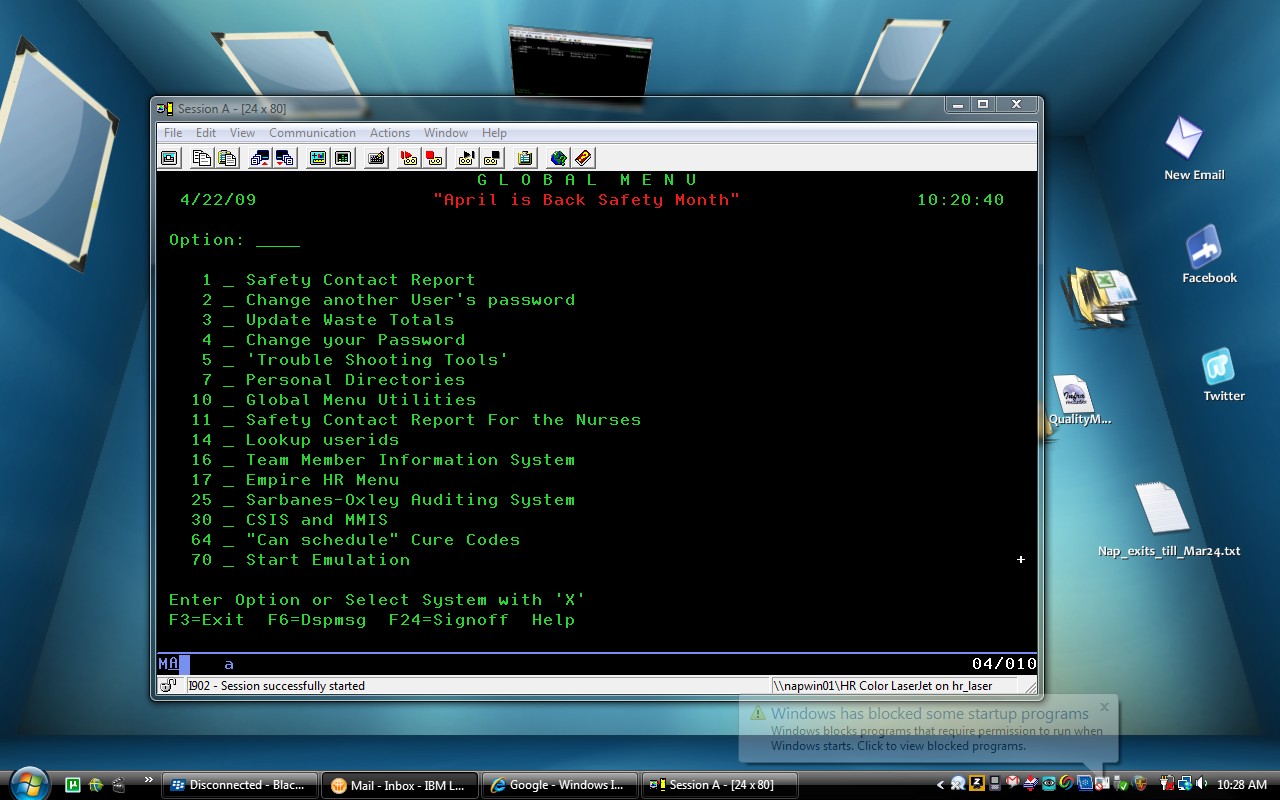 Session A - [24 x 80]
File Edit View Communication Actions Window Help
G L O B A L M E N U
4/22/09 "April is Back Safety Month" 10:20:40
Option: ____
1 _ Safety Contact Report
2 _ Change another User's password
3 _ Update Waste Totals
4 _ Change your Password
5 _ 'Trouble Shooting Tools'
7 _ Personal Directories
10 _ Global Menu Utilities
11 _ Safety Contact Report For the Nurses
14 _ Lookup userids
16 _ Team Member Information System
17 _ Empire HR Menu
25 _ Sarbanes-Oxley Auditing System
30 _ CSIS and MMIS
64 _ "Can schedule" Cure Codes
70 _ Start Emulation +
Enter Option or Select System with 'X'
F3=Exit F6=Dspmsg F24=Signoff Help
MA a 04/010
I902 - Session successfully started \\napwin01\HR Color LaserJet on hr_laser
New Email
Facebook
Twitter
QualityM...
Nap_exits_till_Mar24.txt
Windows has blocked some startup programs
Windows blocks programs that require permission to run when
Windows starts. Click to view blocked programs.
Disconnected - Blac... Mail - Inbox - IBM L... Google - Windows I... Session A - [24 x 80] 10:28 AM